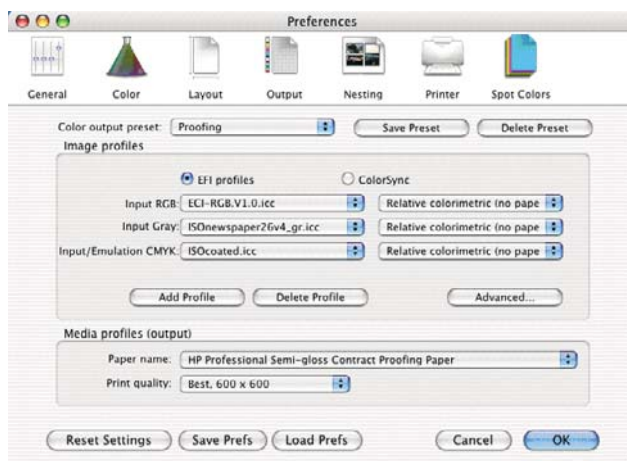 Preferences
General Color Layout Output Nesting Printer Spot Colors
Color output preset: Proofing Save Preset Delete Preset
Image profiles
EFI profiles ColorSync
Input RGB: ECI-RGB.V1.0.icc Relative colorimetric (no pape
Input Gray: ISOnewspaper26v4_gr.icc Relative colorimetric (no pape
Input/Emulation CMYK: ISOcoated.icc Relative colorimetric (no pape
Add Profile Delete Profile Advanced...
Media profiles (output)
Paper name: HP Professional Semi-gloss Contract Proofing Paper
Print quality: Best, 600 x 600
Reset Settings Save Prefs Load Prefs Cancel OK